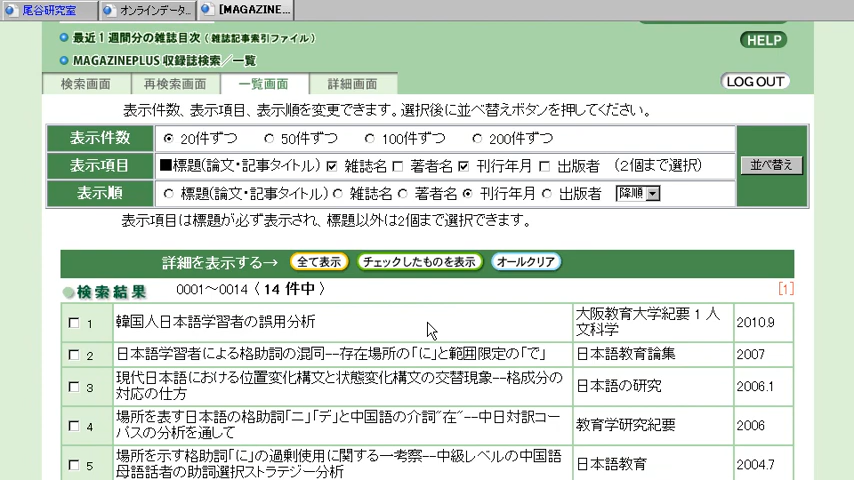 尾谷研究室 オンラインデータ... [MAGAZINE...
最近１週間分の雑誌目次（雑誌記事索引ファイル）
MAGAZINEPLUS 収録誌検索／一覧
HELP
検索画面 再検索画面 一覧画面 詳細画面
LOG OUT
表示件数、表示項目、表示順を変更できます。選択後に並べ替えボタンを押してください。
表示件数 20件ずつ 50件ずつ 100件ずつ 200件ずつ
表示項目 ■標題(論文・記事タイトル) 雑誌名 著者名 刊行年月 出版者 (２個まで選択)
並べ替え
表示順 標題(論文・記事タイトル) 雑誌名 著者名 刊行年月 出版者 降順
表示項目は標題が必ず表示され、標題以外は2個まで選択できます。
詳細を表示する→ 全て表示 チェックしたものを表示 オールクリア
検索結果 0001～0014 〈 14 件中 〉 [1]
1 韓国人日本語学習者の誤用分析 大阪教育大学紀要 1 人
文科学 2010.9
2 日本語学習者による格助詞の混同--存在場所の「に」と範囲限定の「で」 日本語教育論集 2007
3 現代日本語における位置変化構文と状態変化構文の交替現象--格成分の
対応の仕方 日本語の研究 2006.1
4 場所を表す日本語の格助詞「ニ」「デ」と中国語の介詞"在"--中日対訳コー
パスの分析を通して 教育学研究紀要 2006
5 場所を示す格助詞「に」の過剰使用に関する一考察--中級レベルの中国語
母語話者の助詞選択ストラテジー分析 日本語教育 2004.7